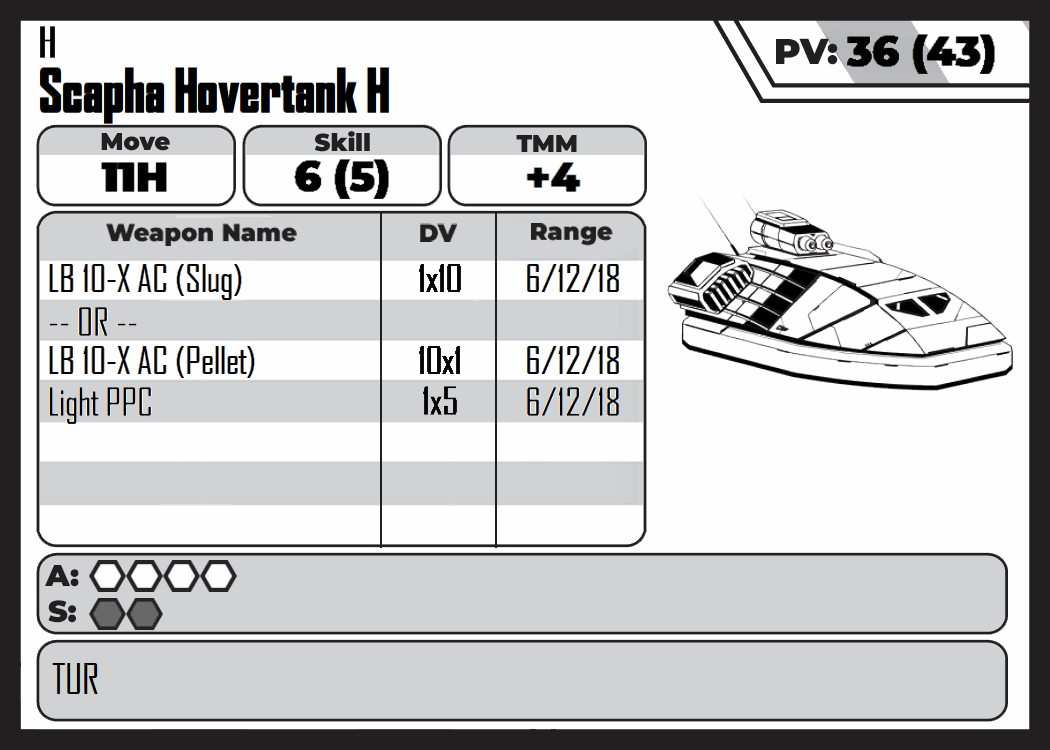 H
Scapha Hovertank H
PV: 36 (43)
Move Skill TMM
11H 6 (5) +4
Weapon Name DV Range
LB 10-X AC (Slug) 1x10 6/12/18
-- OR --
LB 10-X AC (Pellet) 10x1 6/12/18
Light PPC 1x5 6/12/18
A:
S:
TUR